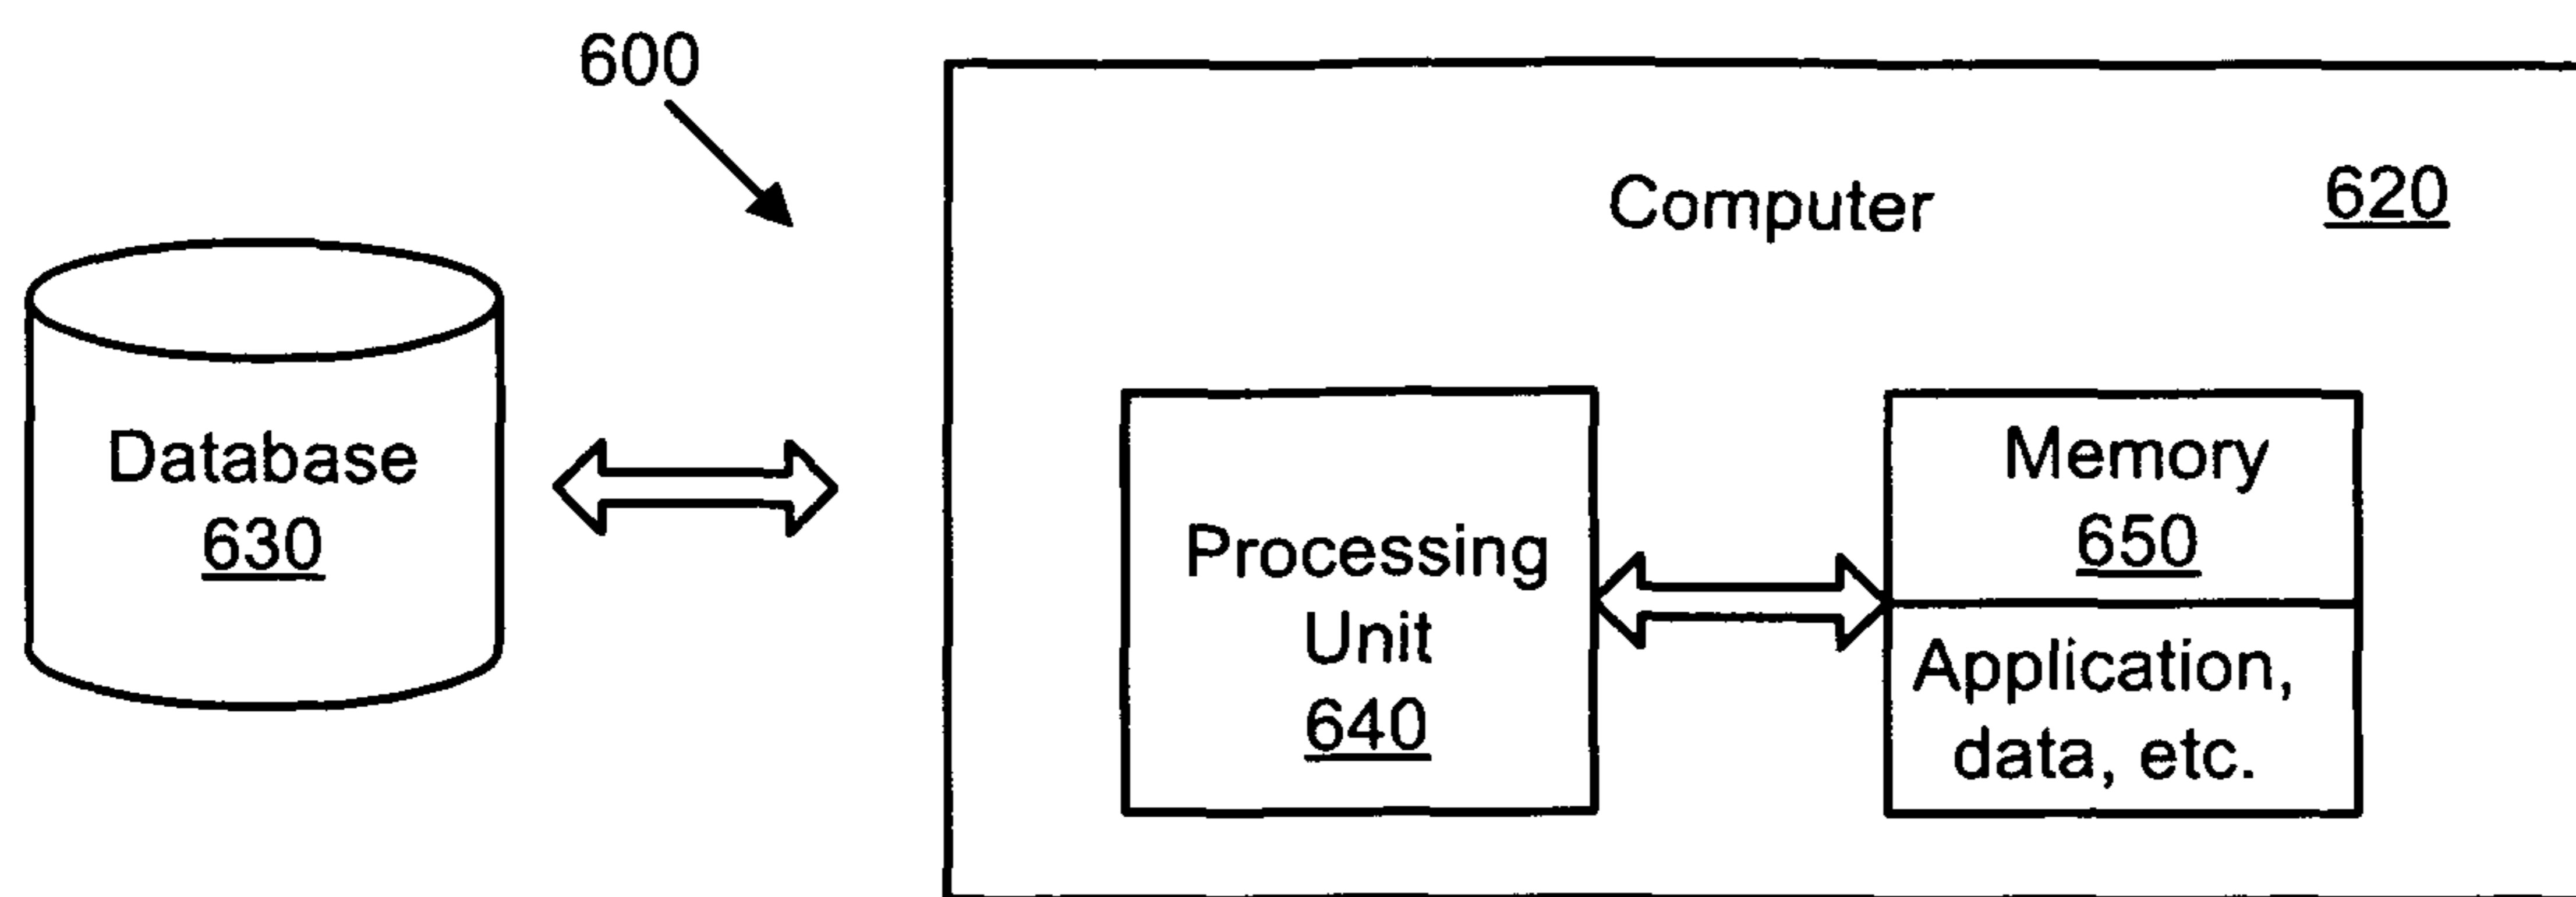 600
Computer
620
Database
630
Processing
Unit
640
Memory
650
Application,
data, etc.